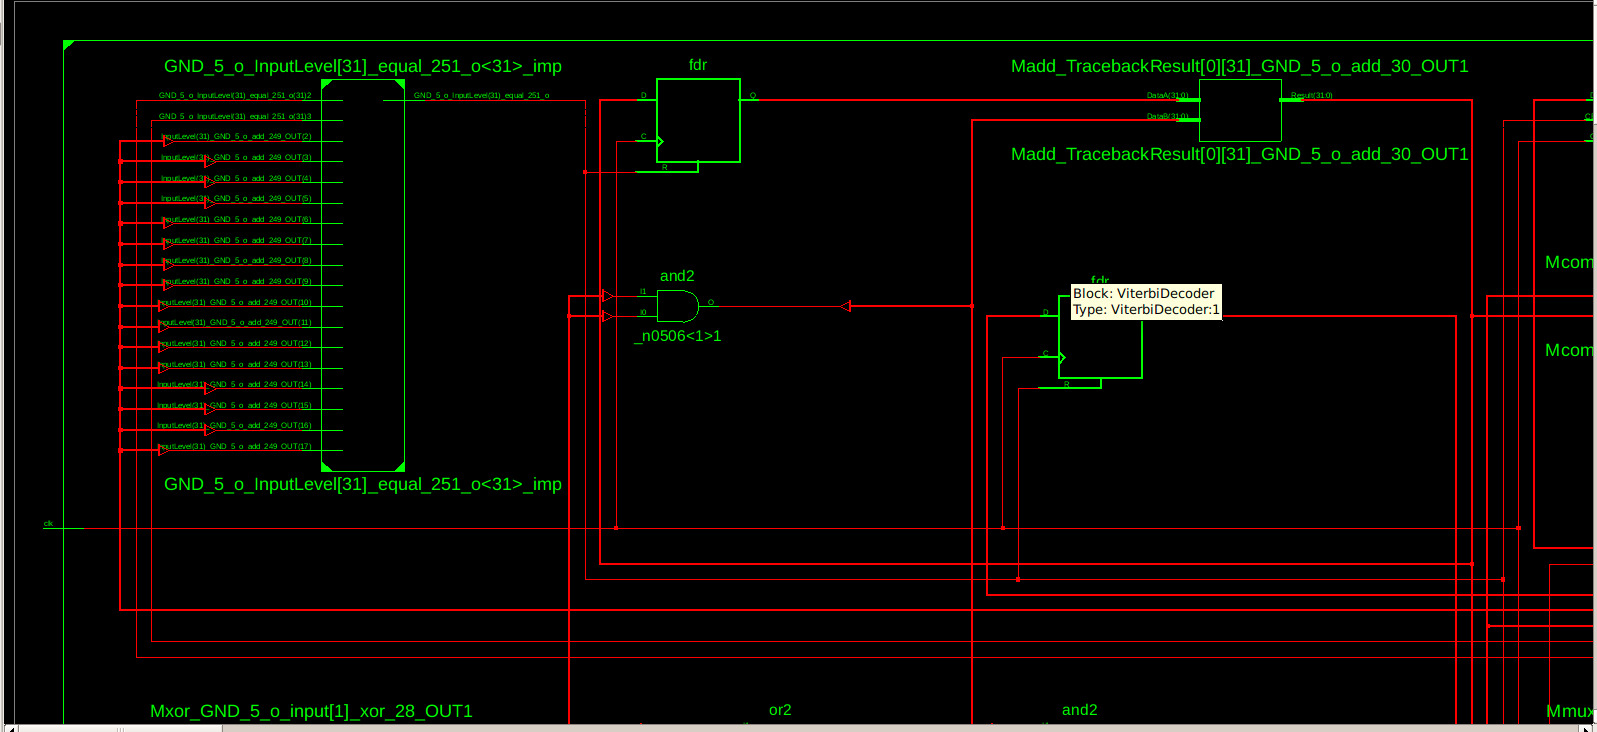 GND_5_o_InputLevel[31]_equal_251_o<31>_imp
fdr
Madd_TracebackResult[0][31]_GND_5_o_add_30_OUT1
GND_5_o_InputLevel(31)_equal_251_o(31)2
GND_5_o_InputLevel(31)_equal_251_o
D
Q
DataA(31:0)
Result(31:0)
GND_5_o_InputLevel(31)_equal_251_o(31)3
DataB(31:0)
InputLevel(31)_GND_5_o_add_249_OUT(2)
C
InputLevel(31)_GND_5_o_add_249_OUT(3)
R
Madd_TracebackResult[0][31]_GND_5_o_add_30_OUT1
InputLevel(31)_GND_5_o_add_249_OUT(4)
InputLevel(31)_GND_5_o_add_249_OUT(5)
InputLevel(31)_GND_5_o_add_249_OUT(6)
InputLevel(31)_GND_5_o_add_249_OUT(7)
InputLevel(31)_GND_5_o_add_249_OUT(8)
Mcom
and2
InputLevel(31)_GND_5_o_add_249_OUT(9)
fdr
I1
Block: ViterbiDecoder
InputLevel(31)_GND_5_o_add_249_OUT(10)
O
Type: ViterbiDecoder:1
I0
D
InputLevel(31)_GND_5_o_add_249_OUT(11)
_n0506<1>1
InputLevel(31)_GND_5_o_add_249_OUT(12)
C
Mcom
InputLevel(31)_GND_5_o_add_249_OUT(13)
InputLevel(31)_GND_5_o_add_249_OUT(14)
R
InputLevel(31)_GND_5_o_add_249_OUT(15)
InputLevel(31)_GND_5_o_add_249_OUT(16)
InputLevel(31)_GND_5_o_add_249_OUT(17)
GND_5_o_InputLevel[31]_equal_251_o<31>_imp
clk
Mxor_GND_5_o_input[1]_xor_28_OUT1
or2
and2
Mmux